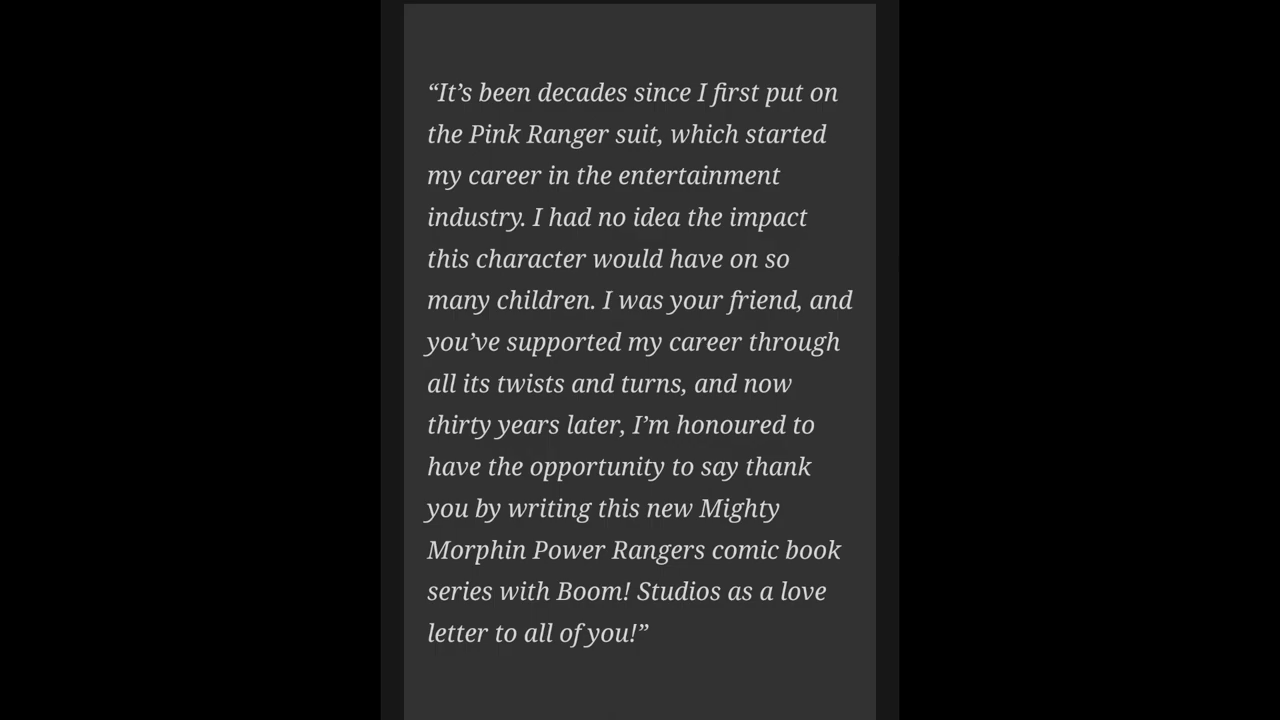 “It’s been decades since I first put on
the Pink Ranger suit, which started
my career in the entertainment
industry. I had no idea the impact
this character would have on so
many children. I was your friend, and
you’ve supported my career through
all its twists and turns, and now
thirty years later, I’m honoured to
have the opportunity to say thank
you by writing this new Mighty
Morphin Power Rangers comic book
series with Boom! Studios as a love
letter to all of you!”